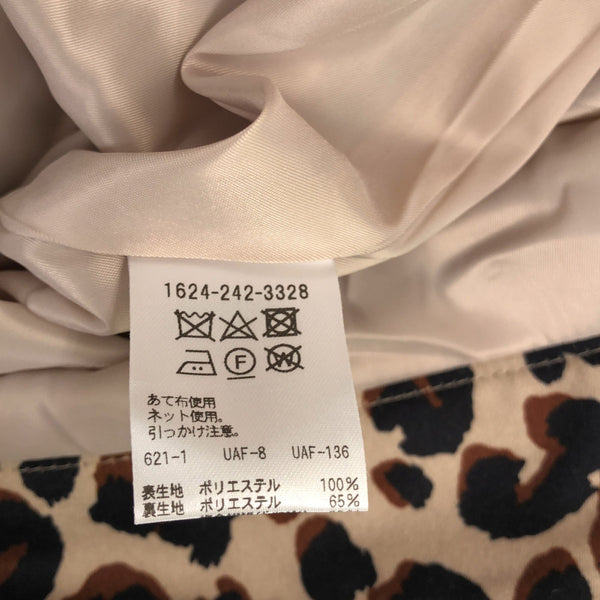 1624-242-3328
F W
あて布使用
ネット使用。
引っかけ注意。
621-1 UAF-8 UAF-136
表生地 ポリエステル 100%
裏生地 ポリエステル 65%